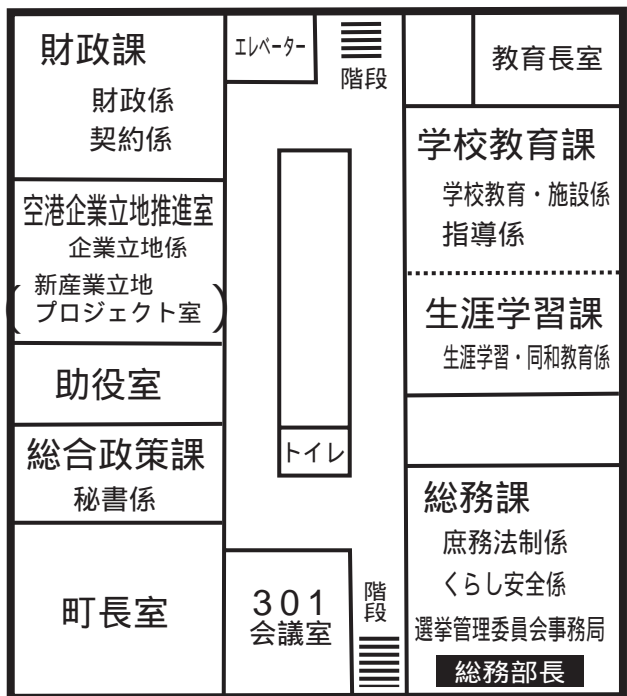 財政課
財政係
契約係
空港企業立地推進室
企業立地係
(新産業立地
プロジェクト室)
助役室
総合政策課
秘書係
町長室
エレベーター
階段
トイレ
301
会議室
階段
教育長室
学校教育課
学校教育・施設係
指導係
生涯学習課
生涯学習・同和教育係
総務課
庶務法制係
くらし安全係
選挙管理委員会事務局
総務部長